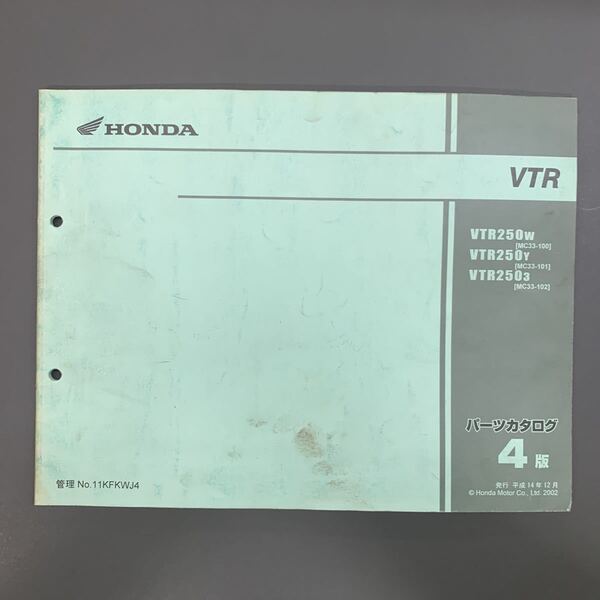 HONDA
VTR
VTR250W
[MC33-100]
VTR250Y
[MC33-101]
VTR2503
[MC33-102]
パーツカタログ
4版
管理 No.11KFKWJ4
発行 平成14年12月
© Honda Motor Co., Ltd. 2002